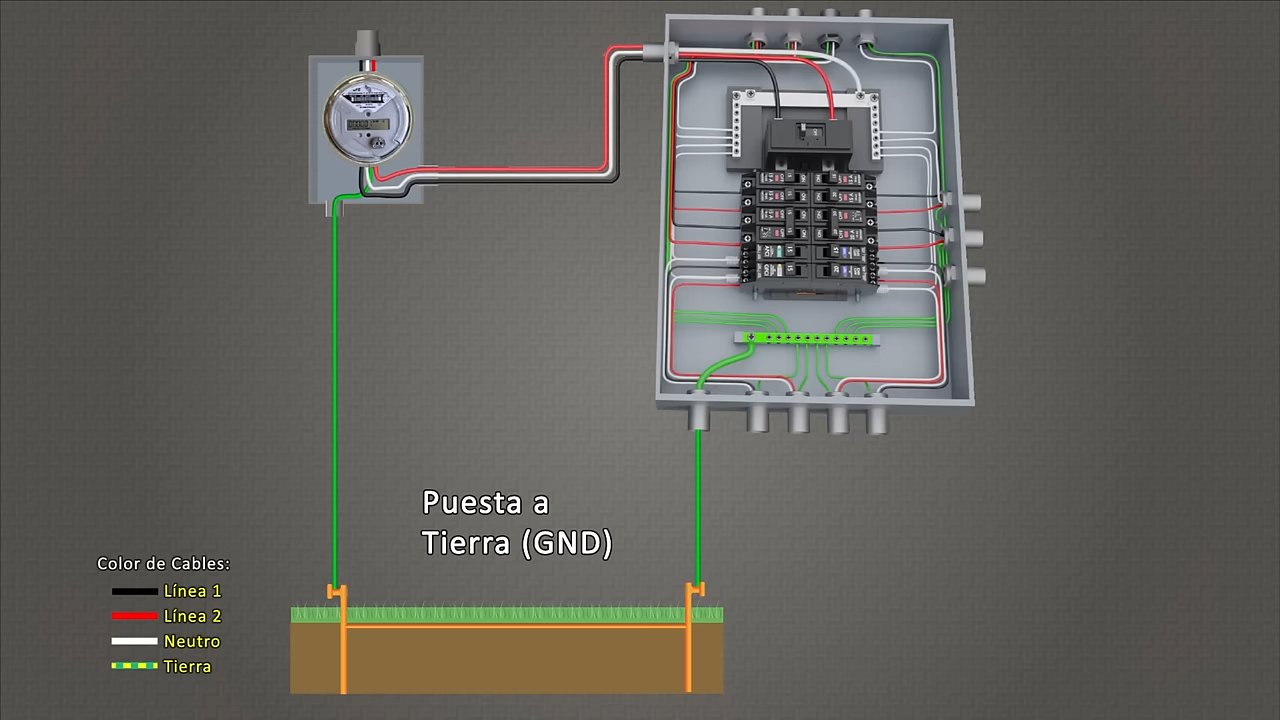 Puesta a
Tierra (GND)
Color de Cables:
Línea 1
Línea 2
Neutro
Tierra